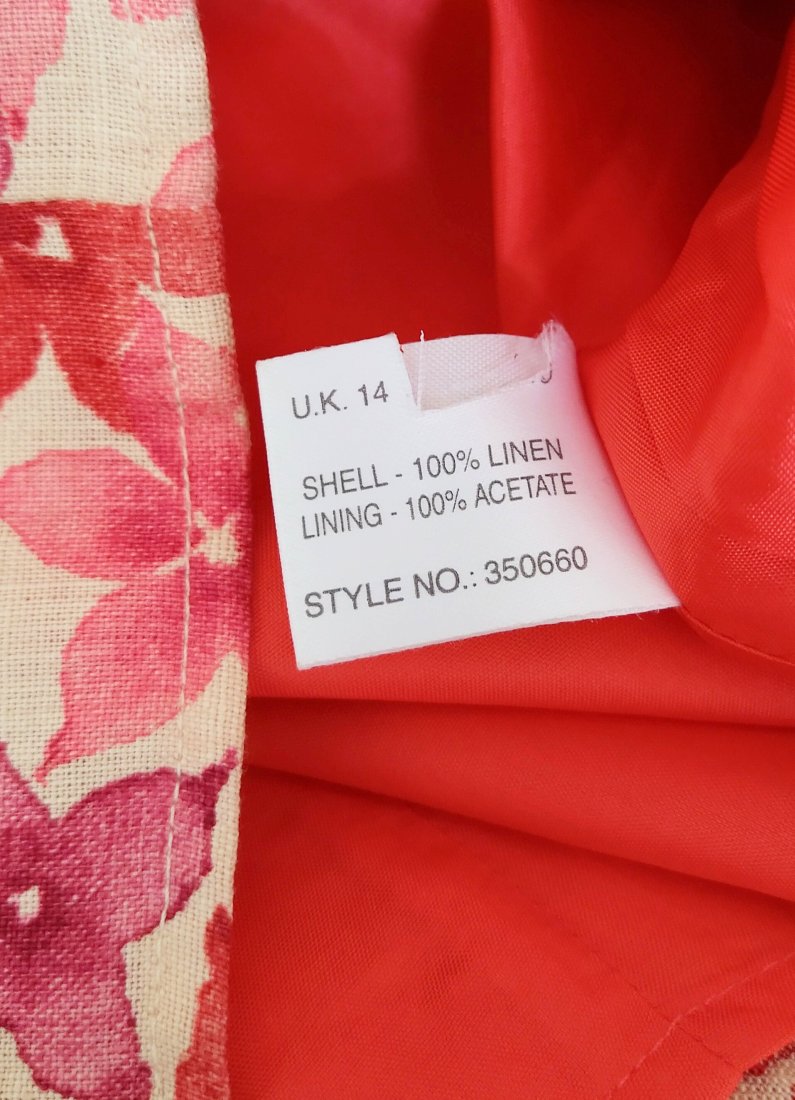 U.K. 14
SHELL - 100% LINEN
LINING - 100% ACETATE
STYLE NO.: 350660